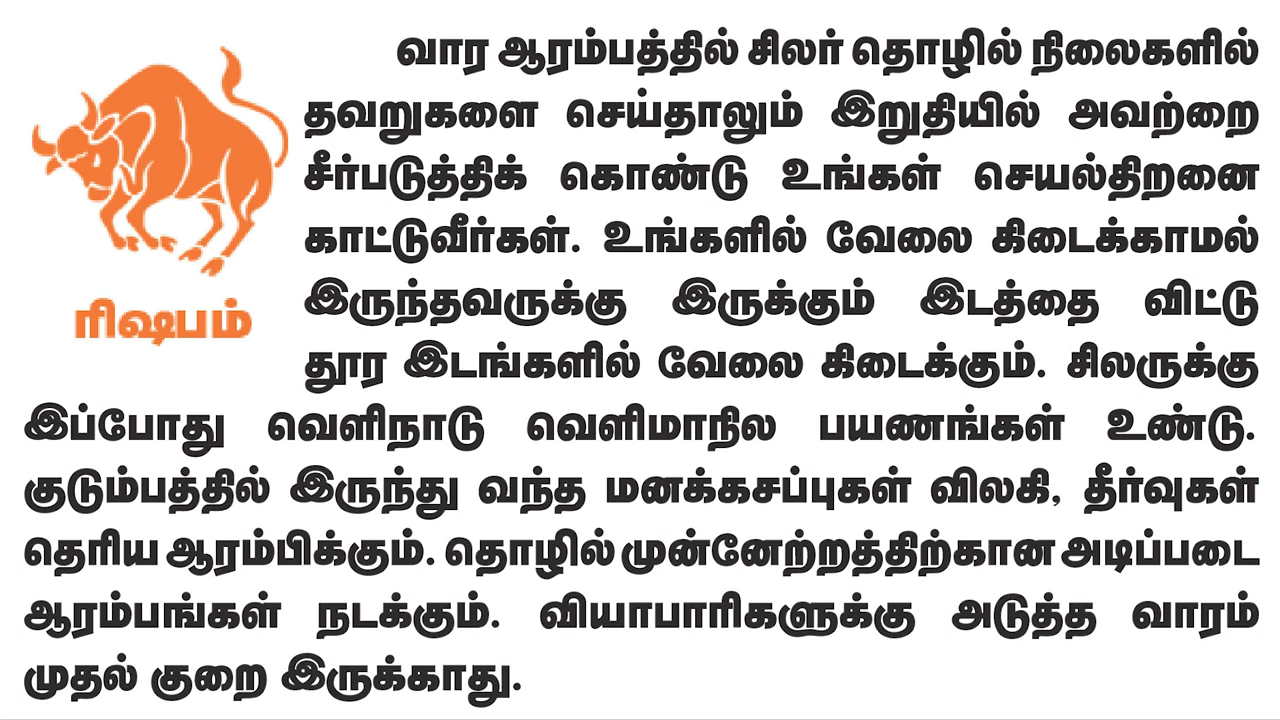 வார ஆரம்பத்தில் சிலர் தொழில் நிலைகளில்
தவறுகளை செய்தாலும் இறுதியில் அவற்றை
சீர்படுத்திக் கொண்டு உங்கள் செயல்திறனை
காட்டுவீர்கள். உங்களில் வேலை கிடைக்காமல்
இருந்தவருக்கு இருக்கும் இடத்தை விட்டு
தூர இடங்களில் வேலை கிடைக்கும். சிலருக்கு
ரிஷபம்
இப்போது வெளிநாடு வெளிமாநில பயணங்கள் உண்டு.
குடும்பத்தில் இருந்து வந்த மனக்கசப்புகள் விலகி, தீர்வுகள்
தெரிய ஆரம்பிக்கும். தொழில் முன்னேற்றத்திற்கான அடிப்படை
ஆரம்பங்கள் நடக்கும். வியாபாரிகளுக்கு அடுத்த வாரம்
முதல் குறை இருக்காது.